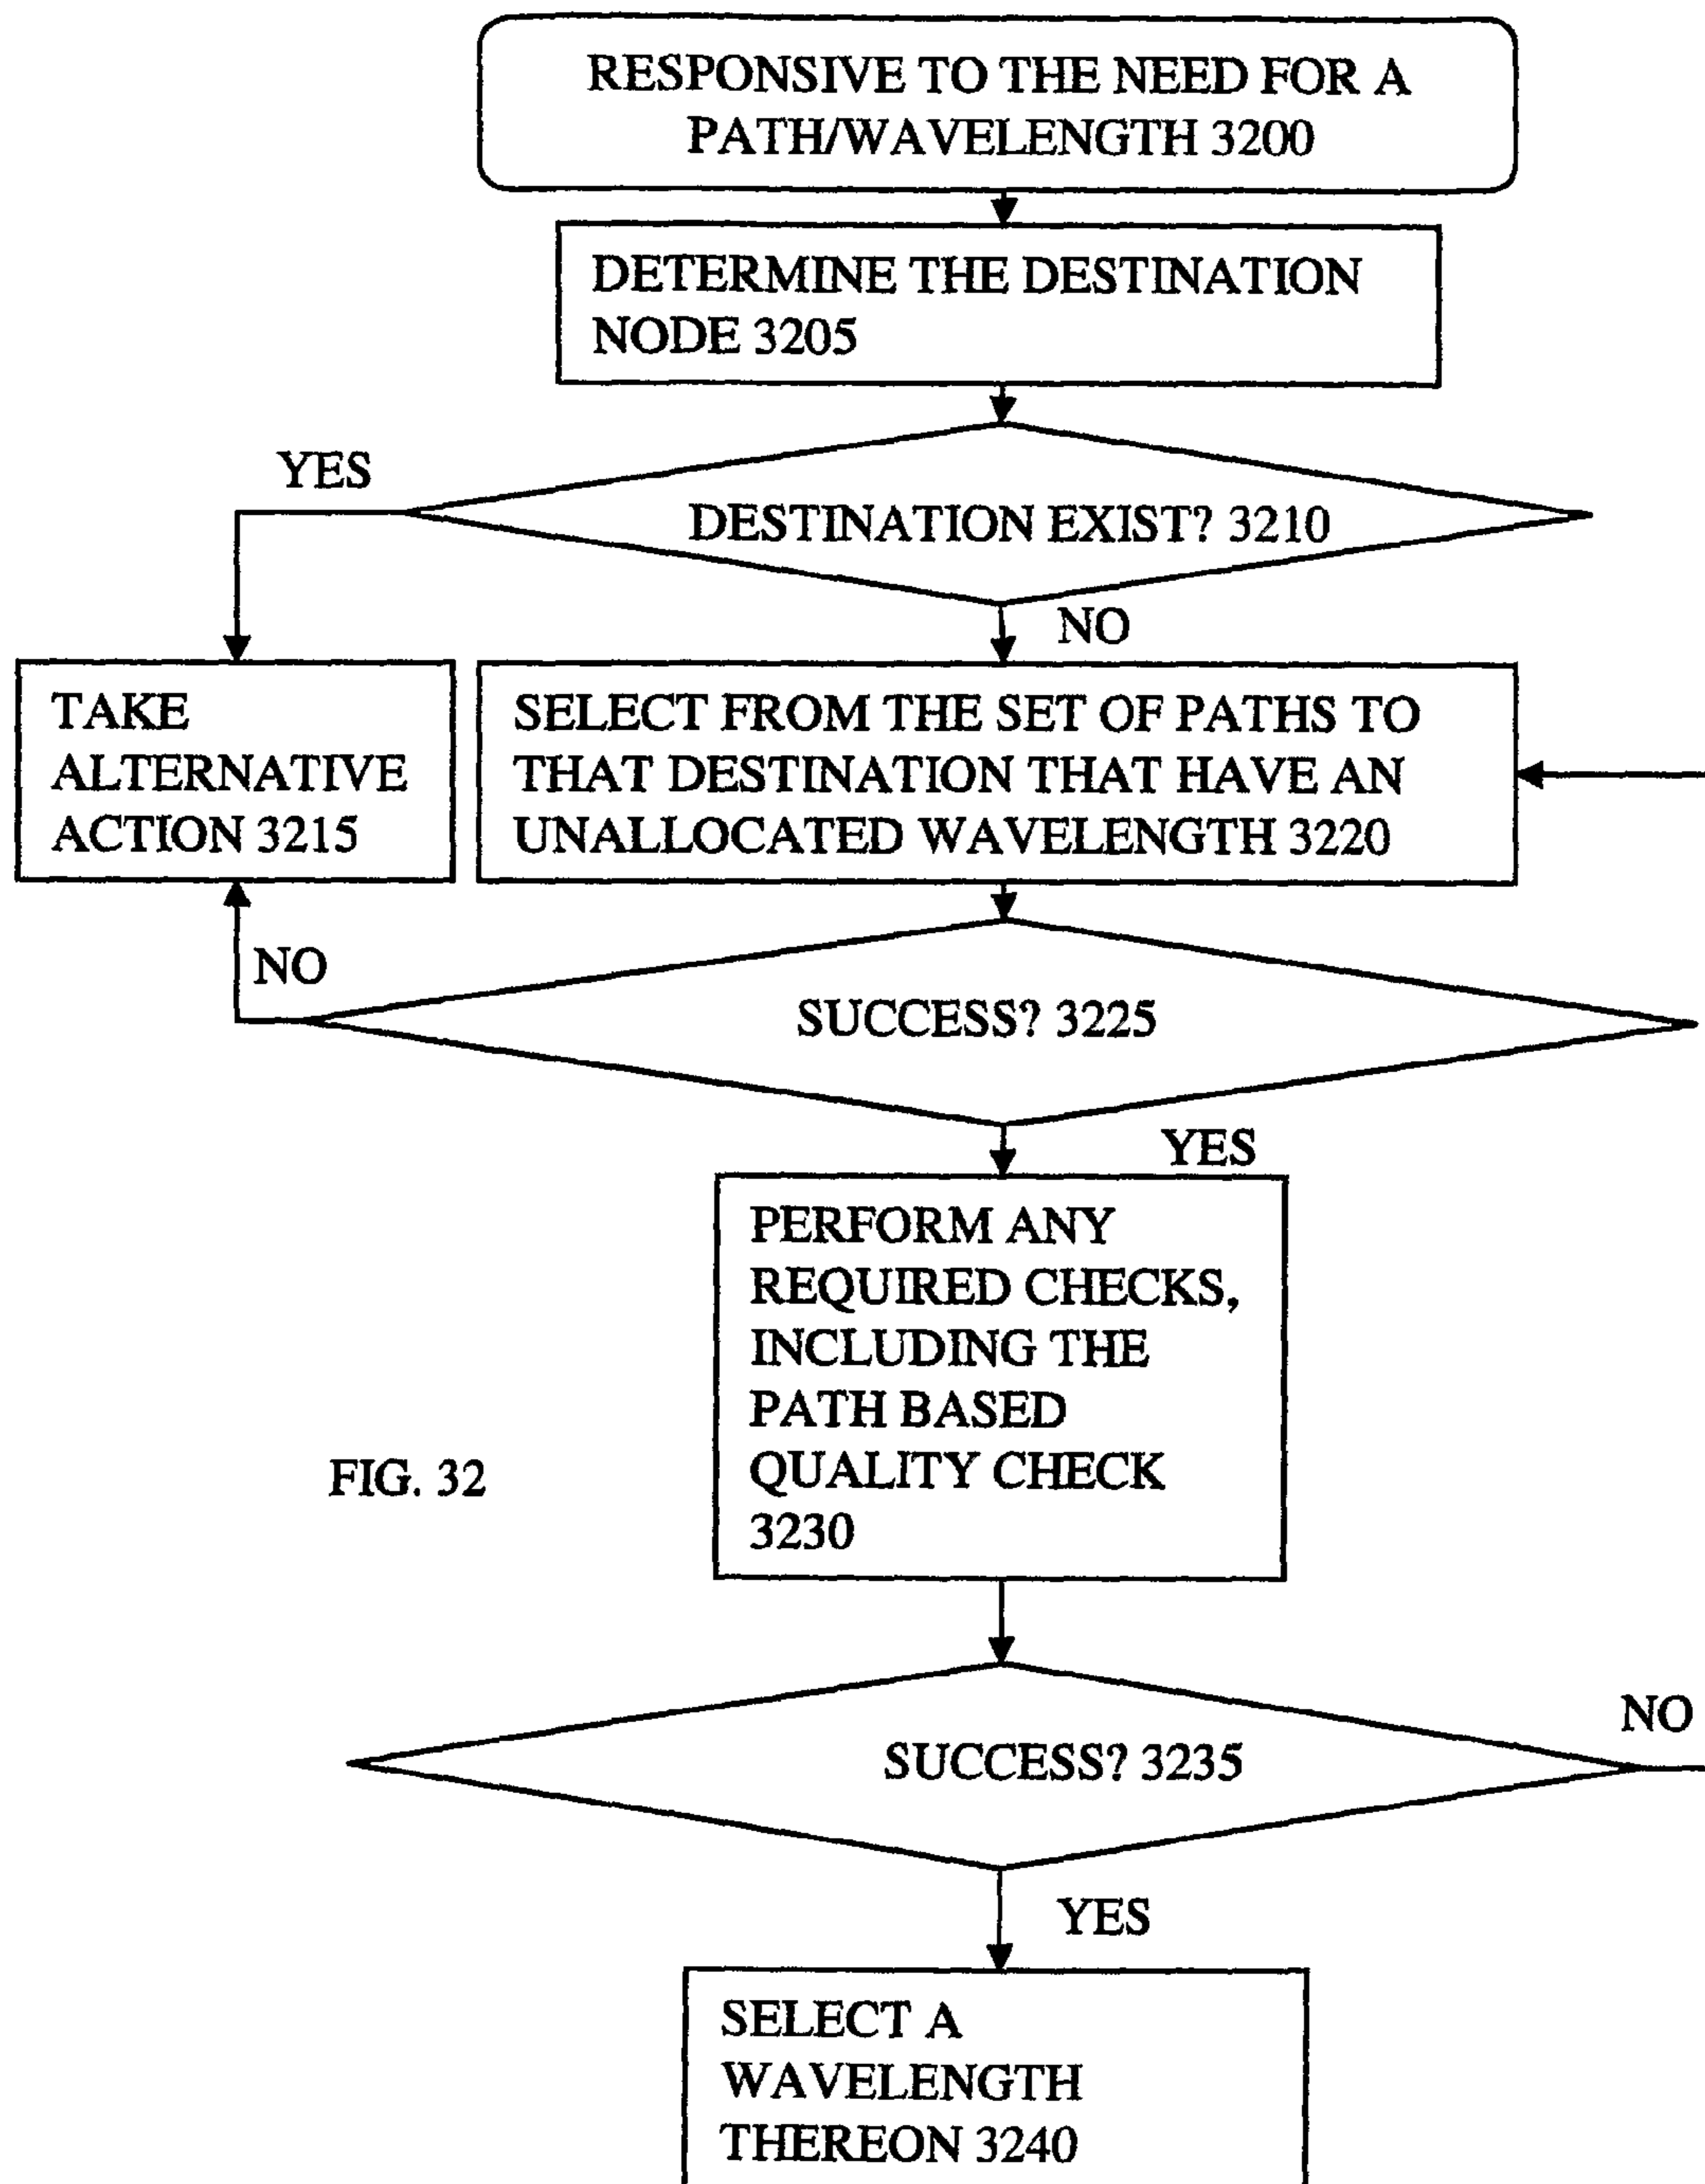 RESPONSIVE TO THE NEED FOR A
PATH/WAVELENGTH 3200
DETERMINE THE DESTINATION
NODE 3205
YES
DESTINATION EXIST? 3210
NO
TAKE
ALTERNATIVE
ACTION 3215
SELECT FROM THE SET OF PATHS TO
THAT DESTINATION THAT HAVE AN
UNALLOCATED WAVELENGTH 3220
NO
SUCCESS? 3225
YES
PERFORM ANY
REQUIRED CHECKS,
INCLUDING THE
PATH BASED
QUALITY CHECK
3230
FIG. 32
NO
SUCCESS? 3235
YES
SELECT A
WAVELENGTH
THEREON 3240